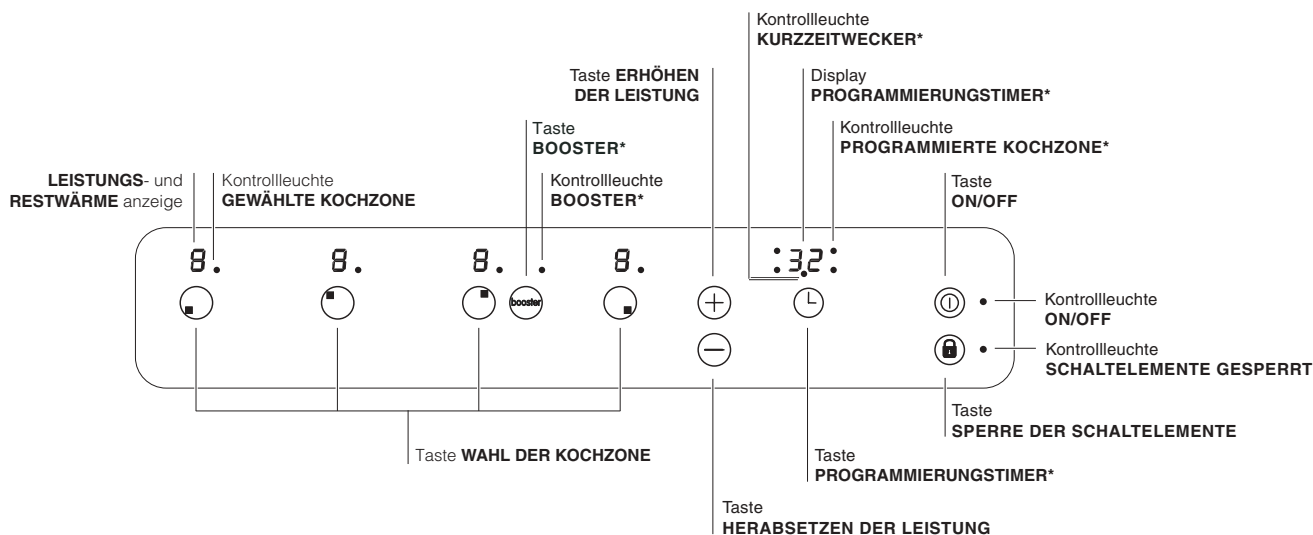 Kontrollleuchte
KURZZEITWECKER*
Taste ERHÖHEN
DER LEISTUNG
Display
PROGRAMMIERUNGSTIMER*
Taste
BOOSTER*
Kontrollleuchte
PROGRAMMIERTE KOCHZONE*
LEISTUNGS- und
RESTWÄRME anzeige
Kontrollleuchte
GEWÄHLTE KOCHZONE
Kontrollleuchte
BOOSTER*
Taste
ON/OFF
8.
8.
8.
8.
32
booster
Kontrollleuchte
ON/OFF
Kontrollleuchte
SCHALTELEMENTE GESPERRT
Taste
SPERRE DER SCHALTELEMENTE
Taste WAHL DER KOCHZONE
Taste
PROGRAMMIERUNGSTIMER*
Taste
HERABSETZEN DER LEISTUNG